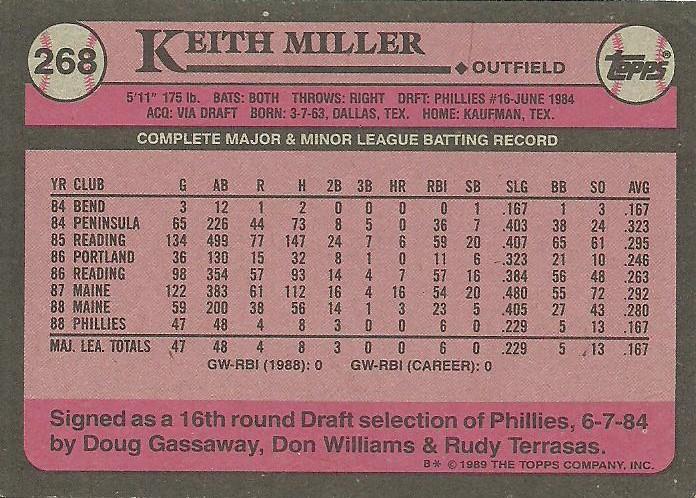 268
KEITH MILLER
◆OUTFIELD
TOPPS®
5'11" 175 lb. BATS: BOTH THROWS: RIGHT DRFT: PHILLIES #16-JUNE 1984
ACQ: VIA DRAFT BORN: 3-7-63, DALLAS, TEX. HOME: KAUFMAN, TEX.
COMPLETE MAJOR & MINOR LEAGUE BATTING RECORD
YR CLUB G AB R H 2B 3B HR RBI SB SLG BB SO AVG
84 BEND 3 12 1 2 0 0 0 0 1 .167 1 3 .167
84 PENINSULA 65 226 44 73 8 5 0 36 7 .403 38 24 .323
85 READING 134 499 77 147 24 7 6 59 20 .407 65 61 .295
86 PORTLAND 36 130 15 32 8 1 0 11 6 .323 21 10 .246
86 READING 98 354 57 93 14 4 7 57 16 .384 56 48 .263
87 MAINE 122 383 61 112 16 4 16 54 20 .480 55 72 .292
88 MAINE 59 200 38 56 14 1 3 23 5 .405 27 43 .280
88 PHILLIES 47 48 4 8 3 0 0 6 0 .229 5 13 .167
MAJ. LEA. TOTALS 47 48 4 8 3 0 0 6 0 .229 5 13 .167
GW-RBI (1988): 0 GW-RBI (CAREER): 0
Signed as a 16th round Draft selection of Phillies, 6-7-84
by Doug Gassaway, Don Williams & Rudy Terrasas.
B* © 1989 THE TOPPS COMPANY, INC.